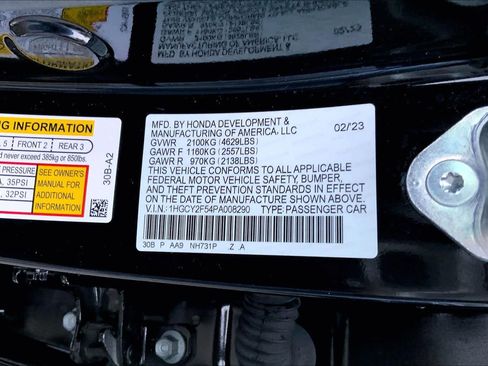 NG INFORMATION
5 FRONT 2 REAR 3
d never exceed 385kg or 850lbs.
PRESSURE
A, 35PSI
A, 32PSI
SEE OWNER'S
MANUAL FOR
ADDITIONAL
INFORMATION
30B-A2
MFD. BY HONDA DEVELOPMENT &
MANUFACTURING OF AMERICA, LLC
02/23
GVWR 2100KG (4629LBS)
GAWR F 1160KG (2557LBS)
GAWR R 970KG (2138LBS)
THIS VEHICLE CONFORMS TO ALL APPLICABLE
FEDERAL MOTOR VEHICLE SAFETY, BUMPER,
AND THEFT PREVENTION STANDARDS IN EFFECT
ON THE DATE OF MANUFACTURE SHOWN ABOVE.
V.I.N.: 1HGCY2F54PA008290 TYPE: PASSENGER CAR
30B P AA9 NH731P .Z .A